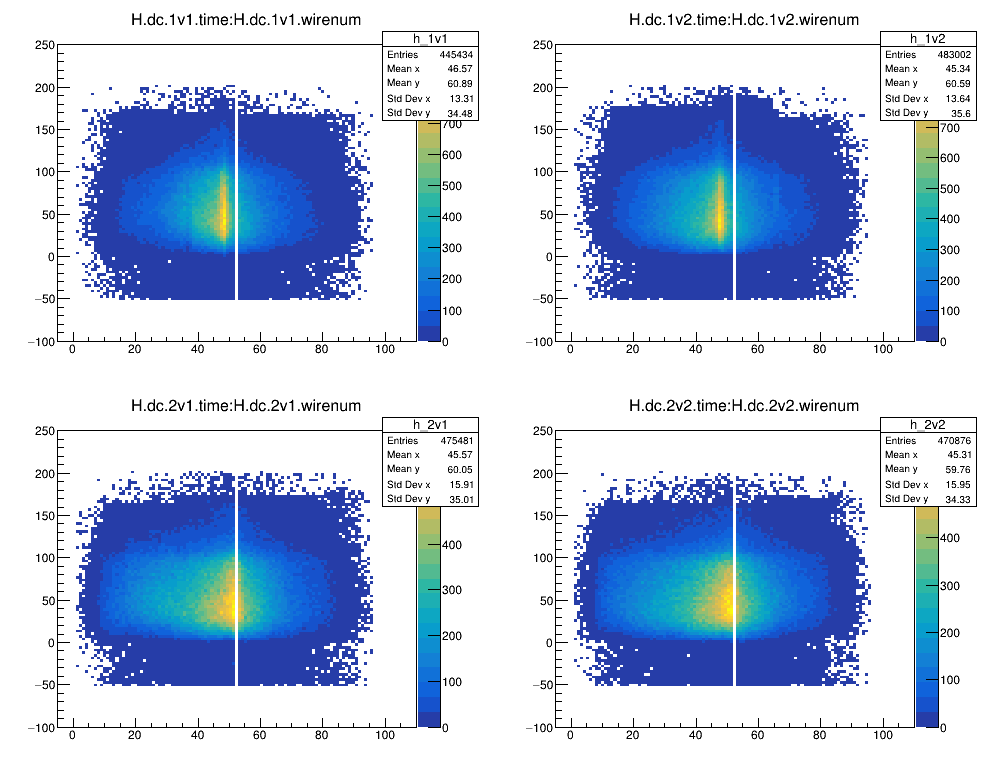 H.dc.1v1.time:H.dc.1v1.wirenum
h_1v1
Entries 445434
Mean x 46.57
Mean y 60.89
Std Dev x 13.31
Std Dev y 34.48
250
200
150
100
50
0
−50
−100
0 20 40 60 80 100
700
600
500
400
300
200
100
0
H.dc.1v2.time:H.dc.1v2.wirenum
h_1v2
Entries 483002
Mean x 45.34
Mean y 60.59
Std Dev x 13.64
Std Dev y 35.6
250
200
150
100
50
0
−50
−100
0 20 40 60 80 100
700
600
500
400
300
200
100
0
H.dc.2v1.time:H.dc.2v1.wirenum
h_2v1
Entries 475481
Mean x 45.57
Mean y 60.05
Std Dev x 15.91
Std Dev y 35.01
250
200
150
100
50
0
−50
−100
0 20 40 60 80 100
400
300
200
100
0
H.dc.2v2.time:H.dc.2v2.wirenum
h_2v2
Entries 470876
Mean x 45.31
Mean y 59.76
Std Dev x 15.95
Std Dev y 34.33
250
200
150
100
50
0
−50
−100
0 20 40 60 80 100
400
300
200
100
0